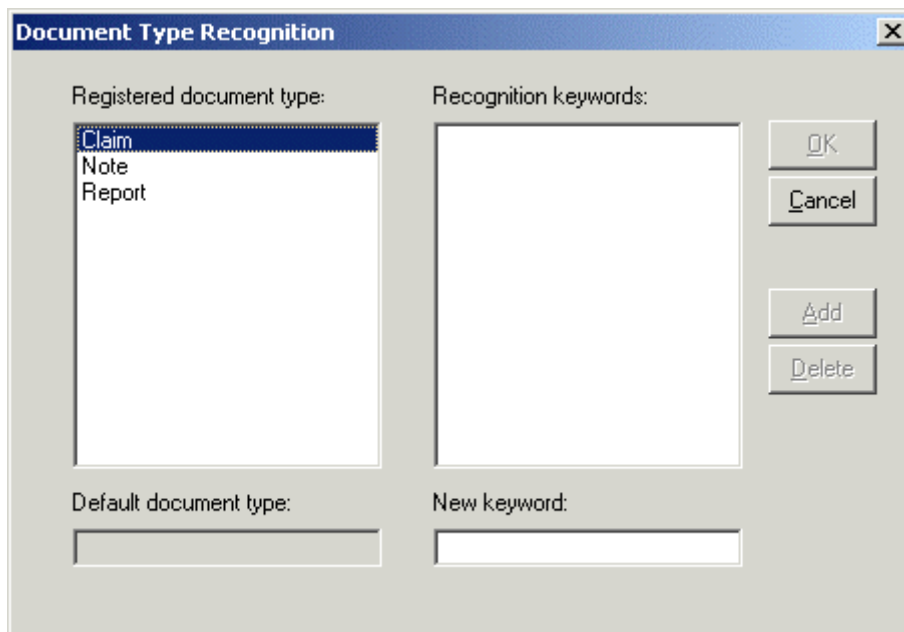 Document Type Recognition
Registered document type:
Recognition keywords:
Claim
Note
Report
OK
Cancel
Add
Delete
Default document type:
New keyword: